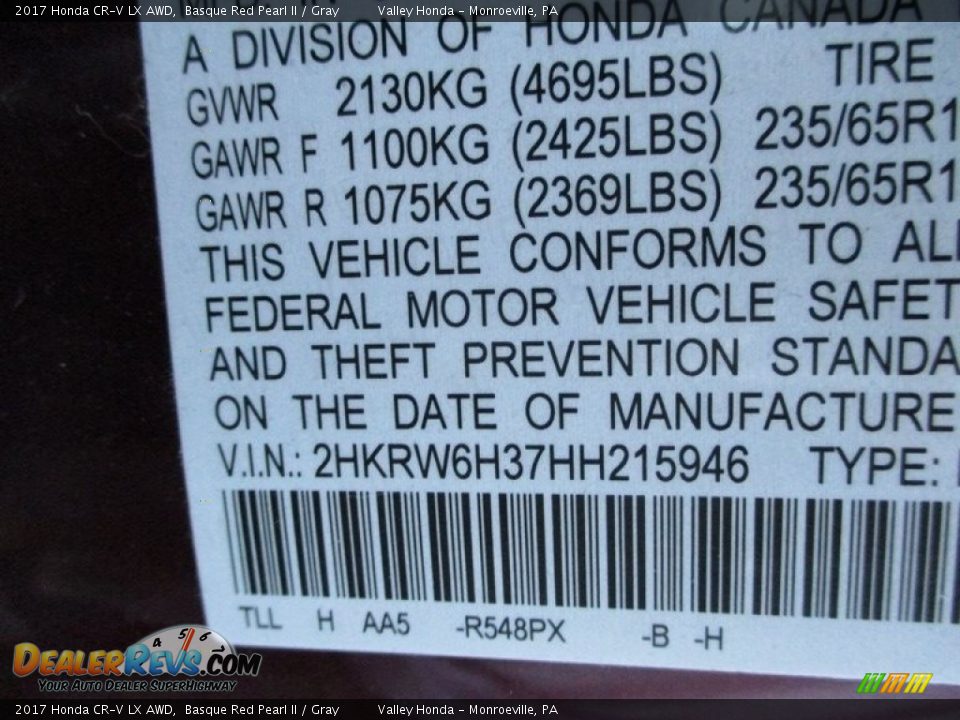 2017 Honda CR-V LX AWD, Basque Red Pearl II / Gray Valley Honda - Monroeville, PA
A DIVISION OF HONDA CANADA
GVWR 2130KG (4695LBS) TIRE
GAWR F 1100KG (2425LBS) 235/65R1
GAWR R 1075KG (2369LBS) 235/65R1
THIS VEHICLE CONFORMS TO AL
FEDERAL MOTOR VEHICLE SAFET
AND THEFT PREVENTION STANDA
ON THE DATE OF MANUFACTURE
V.I.N.: 2HKRW6H37HH215946 TYPE:
TLL H AA5 -R548PX -B -H
4 5 6
DEALERREVS.COM
YOUR AUTO DEALER SUPERHIGHWAY
2017 Honda CR-V LX AWD, Basque Red Pearl II / Gray Valley Honda - Monroeville, PA